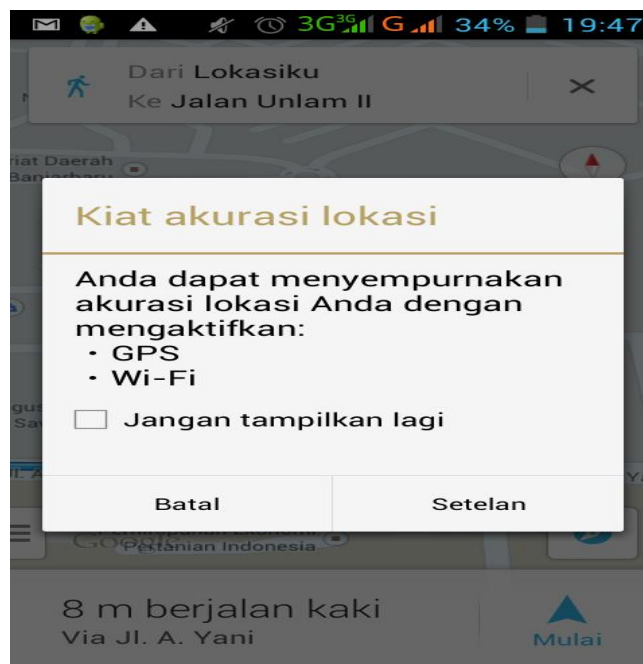 3G 3G G 34% 19:47
Dari Lokasiku
Ke Jalan Unlam II
riat Daerah
Banjarbaru
Kiat akurasi lokasi
Anda dapat menyempurnakan
akurasi lokasi Anda dengan
mengaktifkan:
• GPS
• Wi-Fi
Jangan tampilkan lagi
Batal Setelan
Google
Pertanian Indonesia
8 m berjalan kaki
Via Jl. A. Yani
Mulai